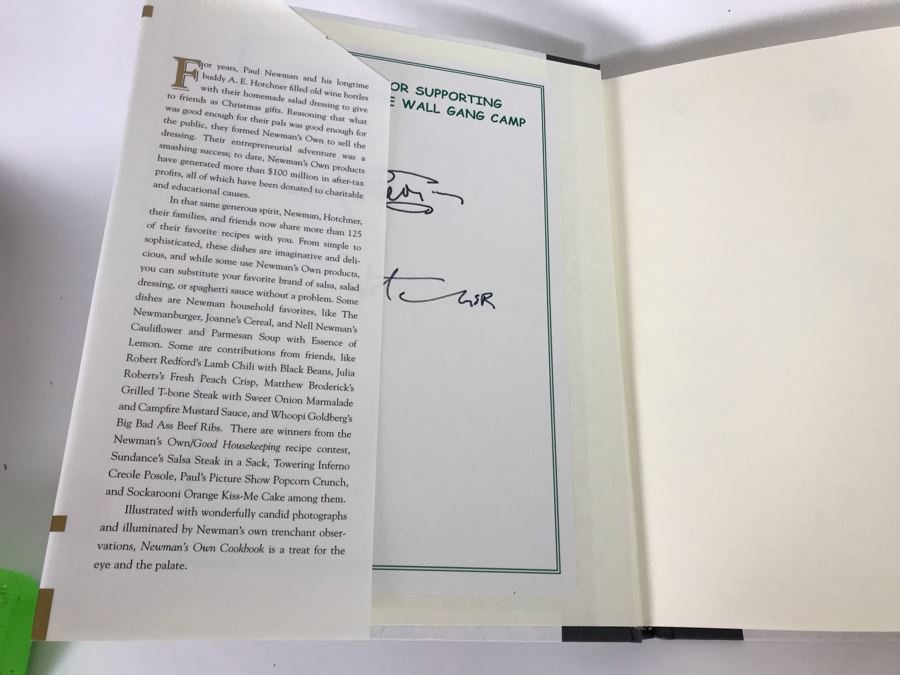 For years, Paul Newman and his longtime
buddy A. E. Hotchner filled old wine bottles
with their homemade salad dressing to give
to friends as Christmas gifts. Reasoning that what
was good enough for their pals was good enough for
the public, they formed Newman's Own to sell the
dressing. Their entrepreneurial adventure was a
smashing success; to date, Newman's Own products
have generated more than $100 million in after-tax
profits, all of which have been donated to charitable
and educational causes.
In that same generous spirit, Newman, Hotchner,
their families, and friends now share more than 125
of their favorite recipes with you. From simple to
sophisticated, these dishes are imaginative and deli-
cious, and while some use Newman's Own products,
you can substitute your favorite brand of salsa, salad
dressing, or spaghetti sauce without a problem. Some
dishes are Newman household favorites, like The
Newmanburger, Joanne's Cereal, and Nell Newman's
Cauliflower and Parmesan Soup with Essence of
Lemon. Some are contributions from friends, like
Robert Redford's Lamb Chili with Black Beans, Julia
Roberts's Fresh Peach Crisp, Matthew Broderick's
Grilled T-bone Steak with Sweet Onion Marmalade
and Campfire Mustard Sauce, and Whoopi Goldberg's
Big Bad Ass Beef Ribs. There are winners from the
Newman's Own/Good Housekeeping recipe contest,
Sundance's Salsa Steak in a Sack, Towering Inferno
Creole Posole, Paul's Picture Show Popcorn Crunch,
and Sockarooni Orange Kiss-Me Cake among them.
Illustrated with wonderfully candid photographs
and illuminated by Newman's own trenchant obser-
vations, Newman's Own Cookbook is a treat for the
eye and the palate.
OR SUPPORTING
E WALL GANG CAMP